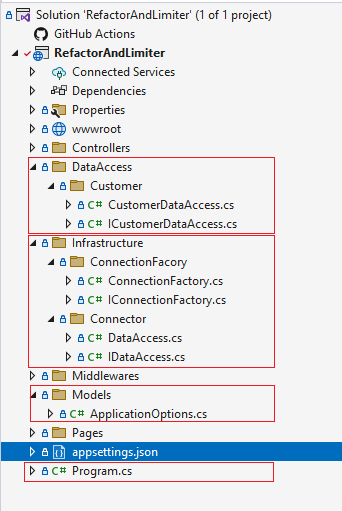 Solution 'RefactorAndLimiter' (1 of 1 project)
GitHub Actions
RefactorAndLimiter
Connected Services
Dependencies
Properties
wwwroot
Controllers
DataAccess
Customer
C# CustomerDataAccess.cs
C# ICustomerDataAccess.cs
Infrastructure
ConnectionFacory
C# ConnectionFactory.cs
C# IConnectionFactory.cs
Connector
C# DataAccess.cs
C# IDataAccess.cs
Middlewares
Models
C# ApplicationOptions.cs
Pages
appsettings.json
C# Program.cs